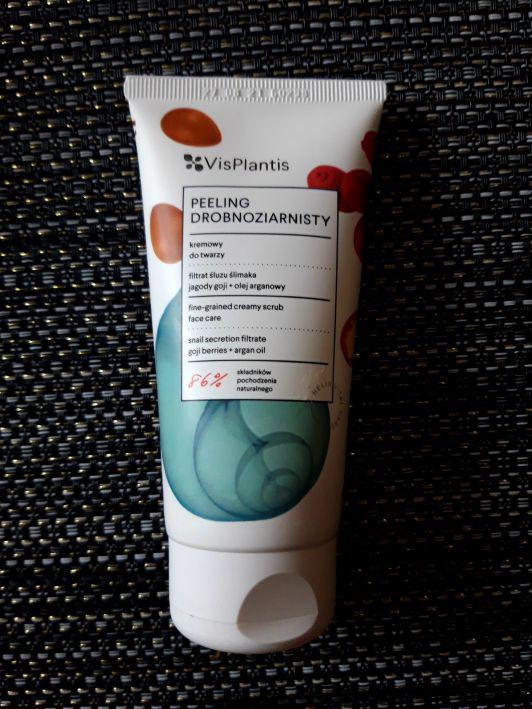 VisPlantis
PEELING
DROBNOZIARNISTY
kremowy
do twarzy
filtrat śluzu ślimaka
jagody goji + olej arganowy
fine-grained creamy scrub
face care
snail secretion filtrate
goji berries + argan oil
86% składników
pochodzenia
naturalnego